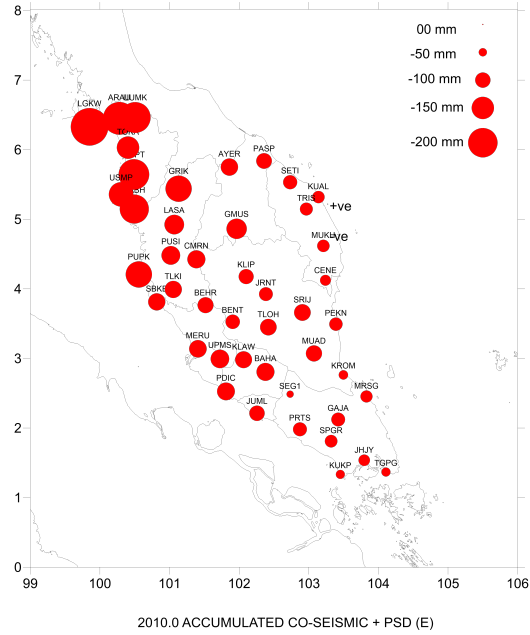 8
00 mm
-50 mm
7
-100 mm
LGKW
ARAU
UUMK
-150 mm
-200 mm
6
AYER
PASP
GRIK
SETI
USMP
KUAL
TRIS
+ve
LASA
GMUS
5
PUSI
CMRN
MUKH
-ve
PUPK
TLKI
KLIP
CENE
4
SBKB
BEHR
JRNT
BENT
TLOH
SRIJ
PEKN
MERU
UPMS
KLAW
MUAD
3
BAHA
KROM
PDIC
SEG1
MRSG
JUML
GAJA
2
PRTS
SPGR
JHJY
KUKP
TGPG
1
0
99 100 101 102 103 104 105 106
2010.0 ACCUMULATED CO-SEISMIC + PSD (E)